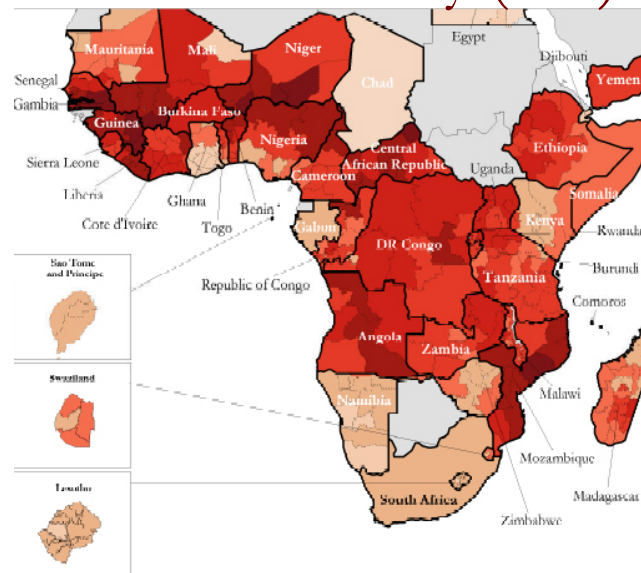 Egypt
Djibouti
Mauritania
Mali
Niger
Chad
Yemen
Senegal
Gambia
Burkina Faso
Guinea
Nigeria
Central
African Republic
Ethiopia
Sierra Leone
Liberia
Cameroon
Uganda
Somalia
Ghana
Benin
Kenya
Cote d'Ivoire
Togo
Gabon
Rwanda
DR Congo
Sao Tome
and Principe
Republic of Congo
Tanzania
Burundi
Comoros
Angola
Zambia
Swaziland
Malawi
Namibia
Mozambique
Lesotho
South Africa
Madagascar
Zimbabwe